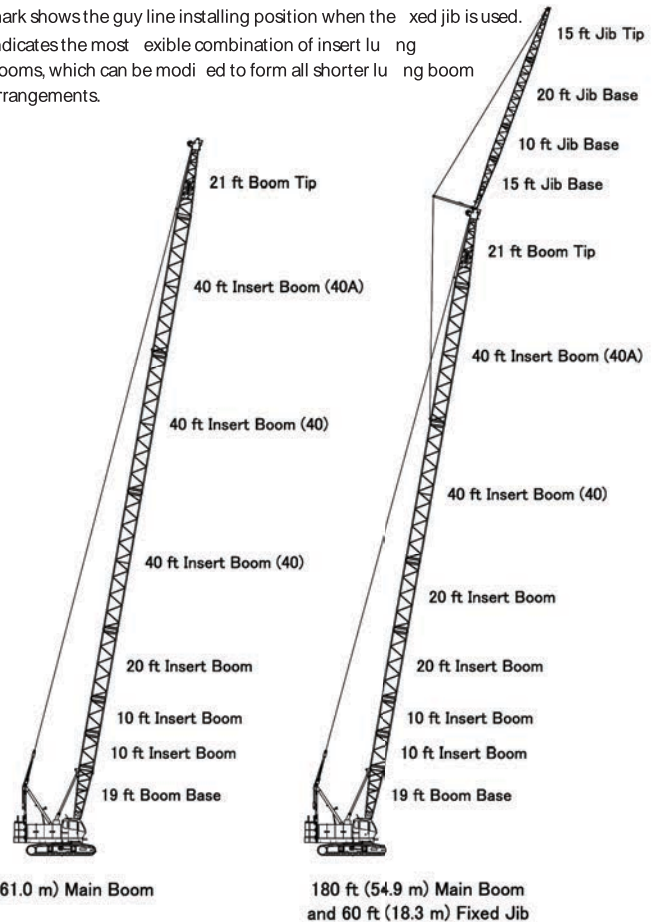 mark shows the guy line installing position when the xed jib is used.
ndicates the most exible combination of insert lu ng
ooms, which can be modi ed to form all shorter lu ng boom
rrangements.
21 ft Boom Tip
40 ft Insert Boom (40A)
40 ft Insert Boom (40)
40 ft Insert Boom (40)
20 ft Insert Boom
10 ft Insert Boom
10 ft Insert Boom
19 ft Boom Base
61.0 m) Main Boom
15 ft Jib Tip
20 ft Jib Base
10 ft Jib Base
15 ft Jib Base
21 ft Boom Tip
40 ft Insert Boom (40A)
40 ft Insert Boom (40)
20 ft Insert Boom
20 ft Insert Boom
10 ft Insert Boom
10 ft Insert Boom
19 ft Boom Base
180 ft (54.9 m) Main Boom
and 60 ft (18.3 m) Fixed Jib